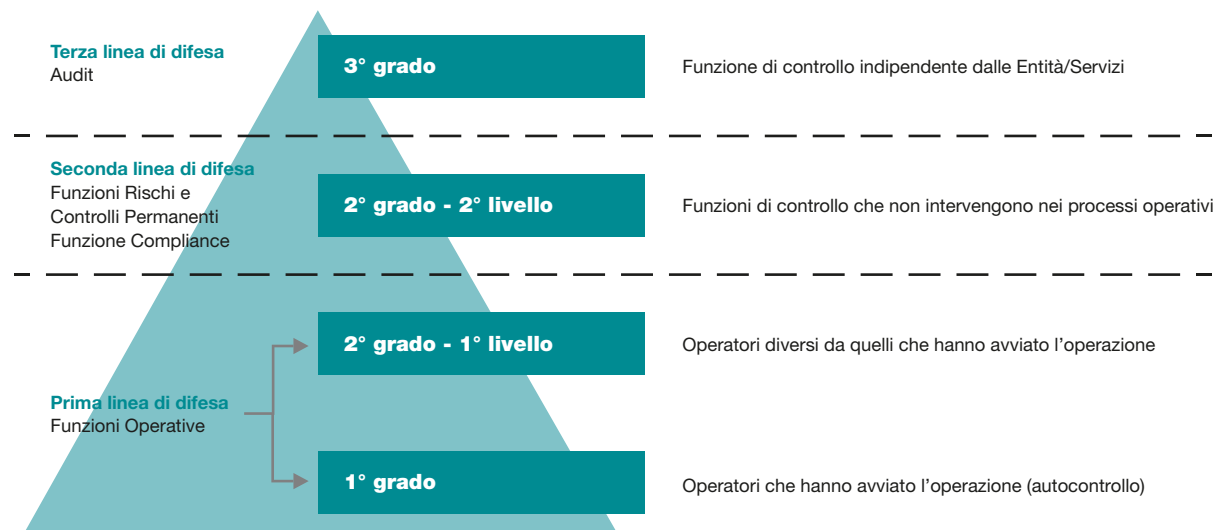 Terza linea di difesa
Audit
3° grado
Funzione di controllo indipendente dalle Entità/Servizi
Seconda linea di difesa
Funzioni Rischi e
Controlli Permanenti
Funzione Compliance
2° grado - 2° livello
Funzioni di controllo che non intervengono nei processi operativi
2° grado - 1° livello
Operatori diversi da quelli che hanno avviato l’operazione
Prima linea di difesa
Funzioni Operative
1° grado
Operatori che hanno avviato l’operazione (autocontrollo)